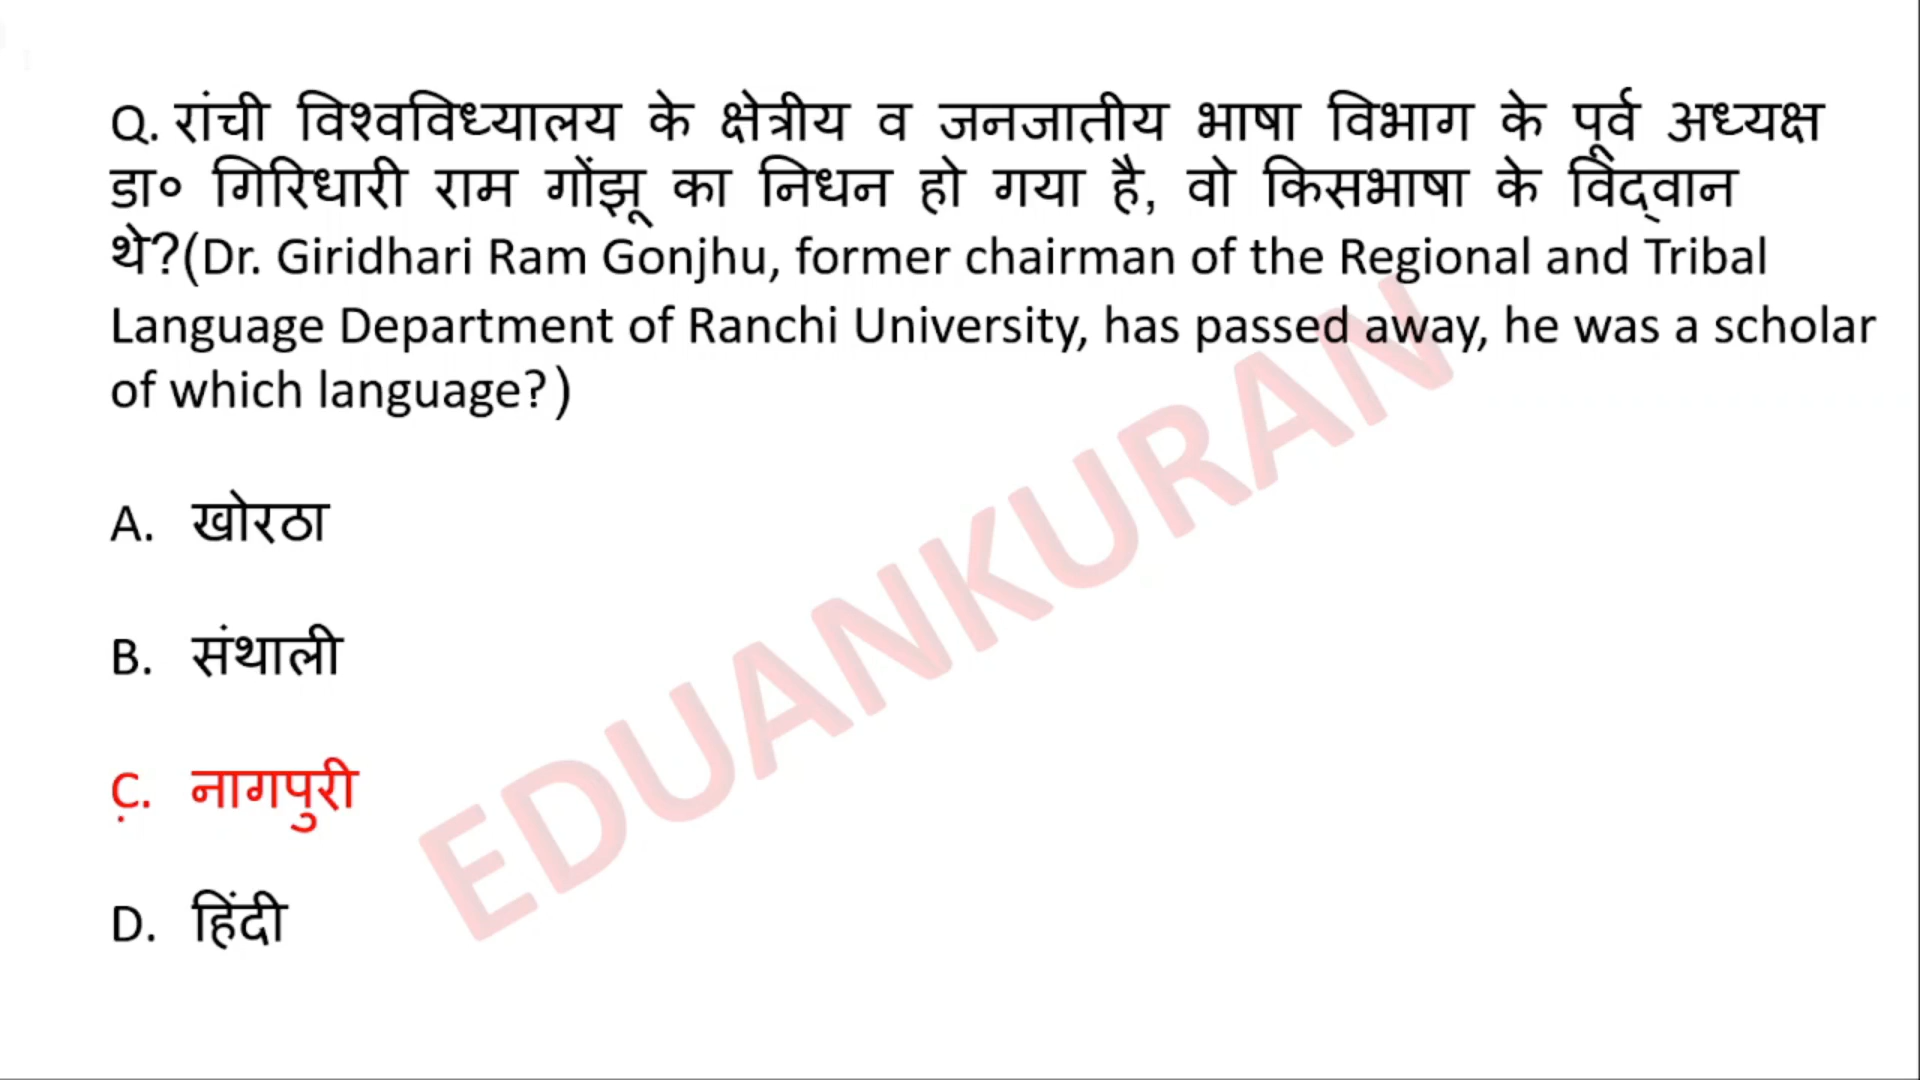 Q. रांची विश्वविध्यालय के क्षेत्रीय व जनजातीय भाषा विभाग के पूर्व अध्यक्ष
डा० गिरिधारी राम गोंझू का निधन हो गया है, वो किसभाषा के विद्वान
थे?(Dr. Giridhari Ram Gonjhu, former chairman of the Regional and Tribal
Language Department of Ranchi University, has passed away, he was a scholar
of which language?)
A. खोरठा
B. संथाली
C. नागपुरी
D. हिंदी
EDUANKURAN